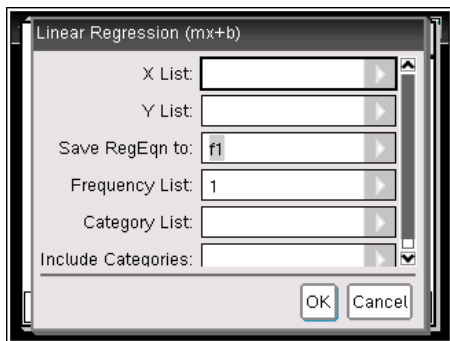 Linear Regression (mx+b)
X List:
Y List:
Save RegEqn to: f1
Frequency List: 1
Category List:
Include Categories:
OK Cancel